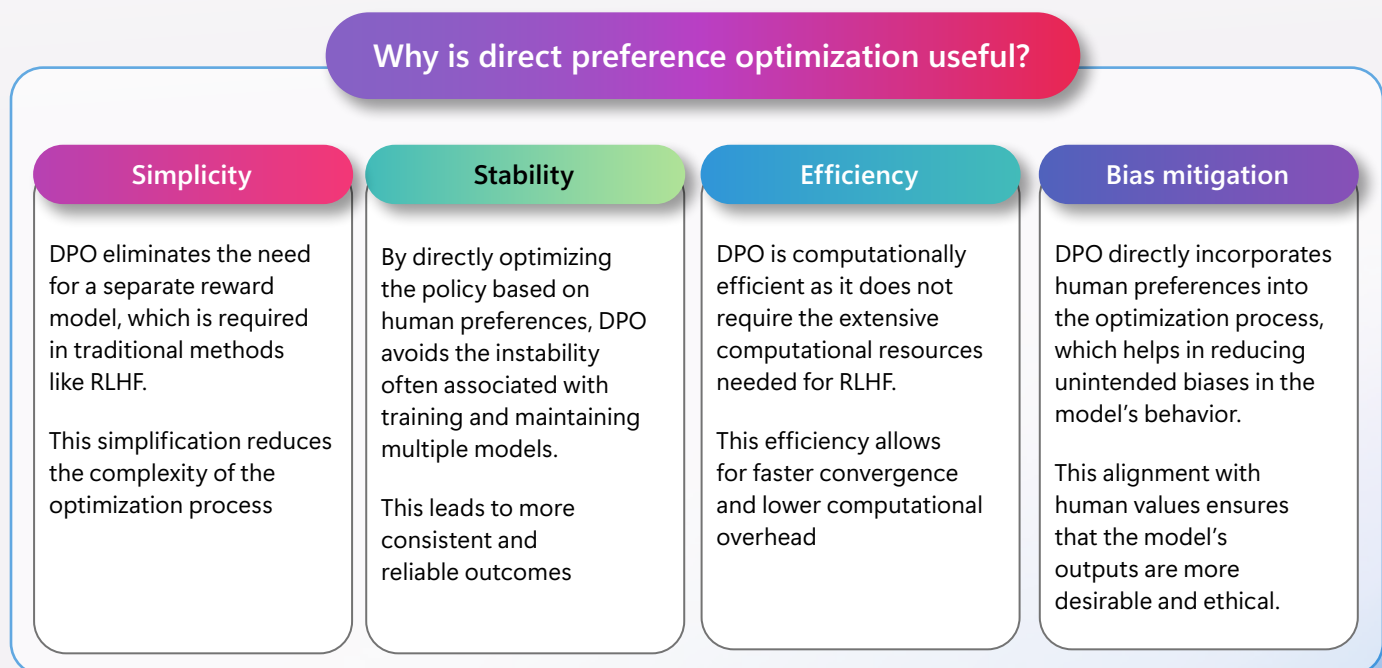 Why is direct preference optimization useful?
Simplicity
DPO eliminates the need
for a separate reward
model, which is required
in traditional methods
like RLHF.
This simplification reduces
the complexity of the
optimization process
Stability
By directly optimizing
the policy based on
human preferences, DPO
avoids the instability
often associated with
training and maintaining
multiple models.
This leads to more
consistent and
reliable outcomes
Efficiency
DPO is computationally
efficient as it does not
require the extensive
computational resources
needed for RLHF.
This efficiency allows
for faster convergence
and lower computational
overhead
Bias mitigation
DPO directly incorporates
human preferences into
the optimization process,
which helps in reducing
unintended biases in the
model’s behavior.
This alignment with
human values ensures
that the model’s
outputs are more
desirable and ethical.